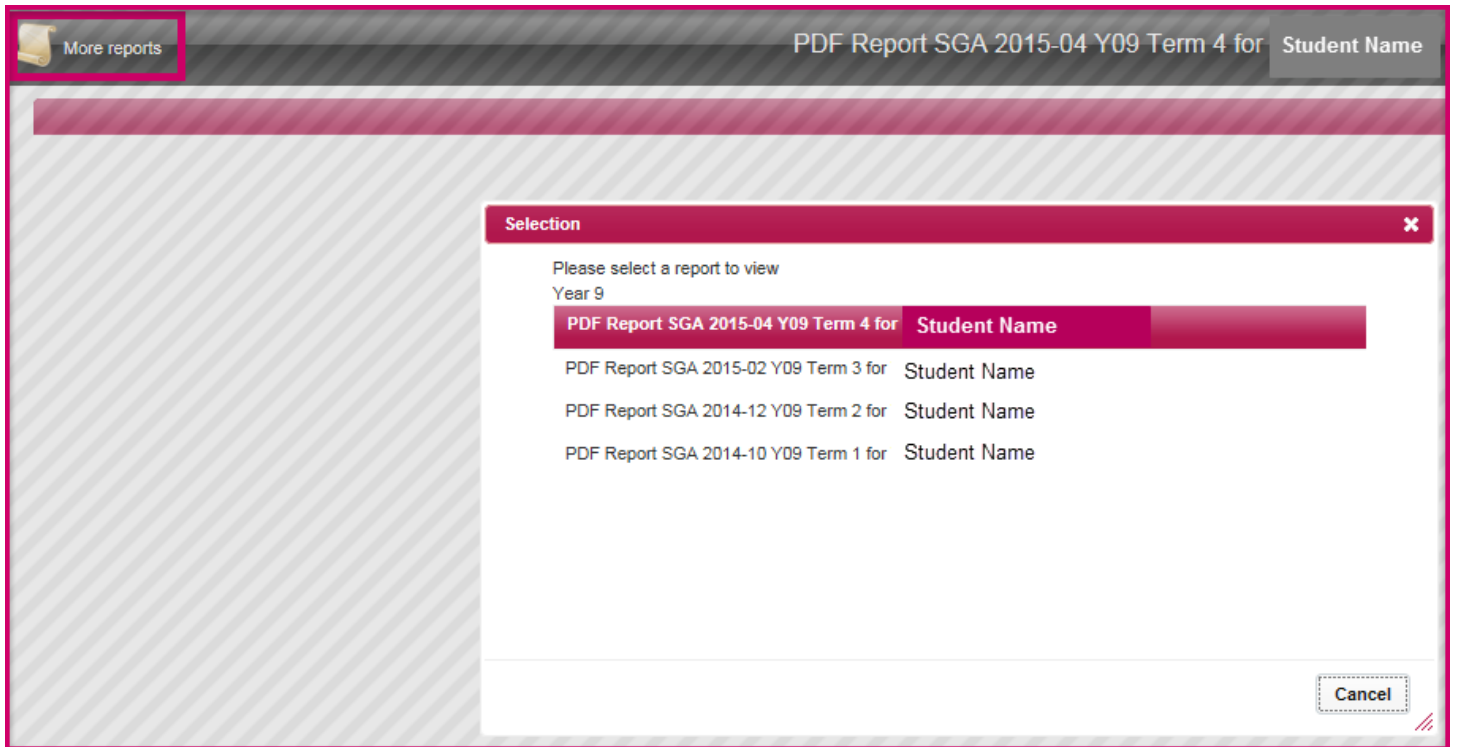 More reports
PDF Report SGA 2015-04 Y09 Term 4 for Student Name
Selection
Please select a report to view
Year 9
PDF Report SGA 2015-04 Y09 Term 4 for Student Name
PDF Report SGA 2015-02 Y09 Term 3 for Student Name
PDF Report SGA 2014-12 Y09 Term 2 for Student Name
PDF Report SGA 2014-10 Y09 Term 1 for Student Name
Cancel